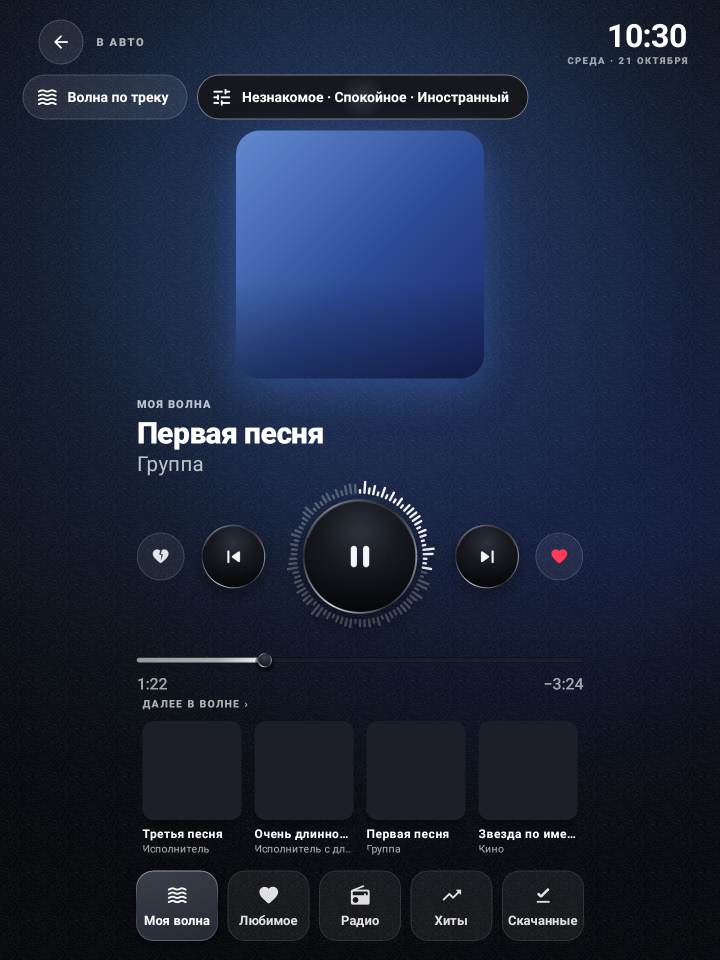 В АВТО
10:30
СРЕДА · 21 ОКТЯБРЯ
Волна по треку
Незнакомое · Спокойное · Иностранный
МОЯ ВОЛНА
Первая песня
Группа
1:22
−3:24
ДАЛЕЕ В ВОЛНЕ ›
Третья песня
Очень длинно...
Первая песня
Звезда по име...
Исполнитель
Исполнитель с дл...
Группа
Кино
Моя волна
Любимое
Радио
Хиты
Скачанные